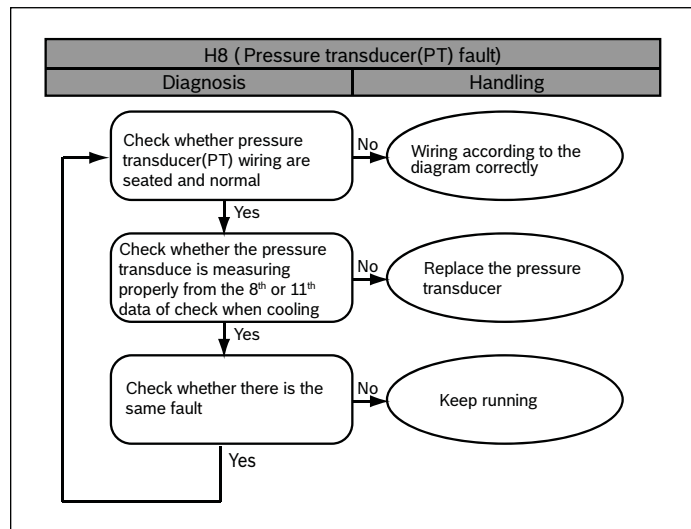 H8 ( Pressure transducer(PT) fault)
Diagnosis
Handling
Check whether pressure
transducer(PT) wiring are
seated and normal
No
Wiring according to the
diagram correctly
Yes
Check whether the pressure
transduce is measuring
properly from the 8th or 11th
data of check when cooling
No
Replace the pressure
transducer
Yes
Check whether there is the
same fault
No
Keep running
Yes